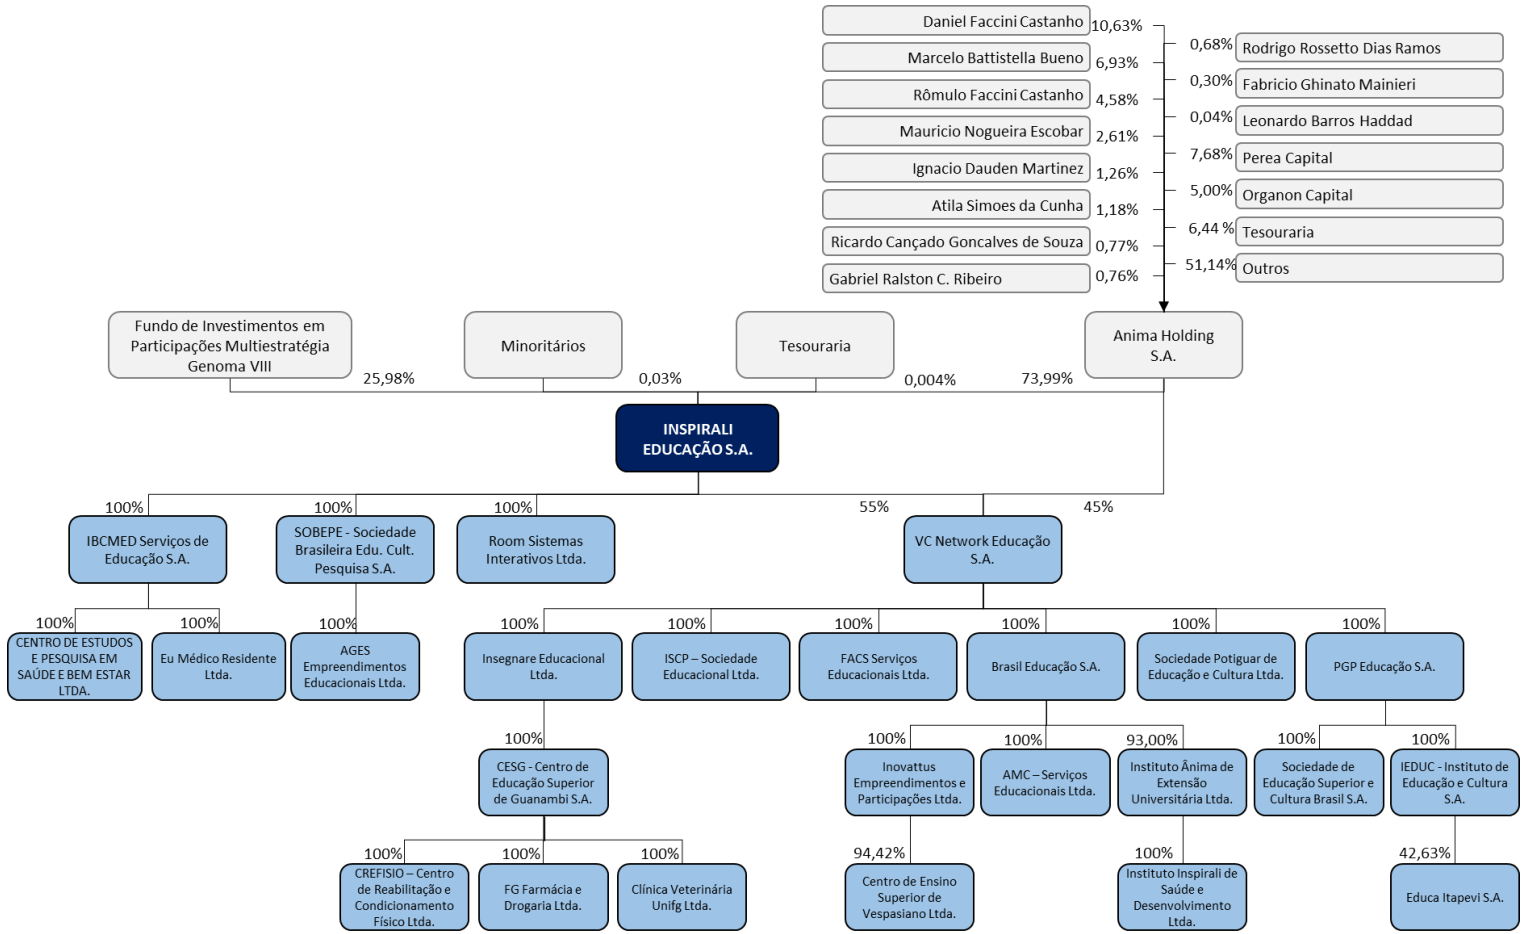 Daniel Faccini Castanho
10,63%
Marcelo Battistella Bueno
6,93%
Rômulo Faccini Castanho
4,58%
Mauricio Nogueira Escobar
2,61%
Ignacio Dauden Martinez
1,26%
Atila Simoes da Cunha
1,18%
Ricardo Cançado Goncalves de Souza
0,77%
Gabriel Ralston C. Ribeiro
0,76%
0,68%
Rodrigo Rossetto Dias Ramos
0,30%
Fabricio Ghinato Mainieri
0,04%
Leonardo Barros Haddad
7,68%
Perea Capital
5,00%
Organon Capital
6,44 %
Tesouraria
51,14%
Outros
Fundo de Investimentos em
Participações Multiestratégia
Genoma VIII
Minoritários
Tesouraria
Anima Holding
S.A.
25,98%
0,03%
0,004%
73,99%
INSPIRALI
EDUCAÇÃO S.A.
100%
100%
100%
55%
45%
IBCMED Serviços de
Educação S.A.
SOBEPE - Sociedade
Brasileira Edu. Cult.
Pesquisa S.A.
Room Sistemas
Interativos Ltda.
VC Network Educação
S.A.
100%
100%
100%
100%
100%
100%
100%
100%
100%
CENTRO DE ESTUDOS
E PESQUISA EM
SAÚDE E BEM ESTAR
LTDA.
Eu Médico Residente
Ltda.
AGES
Empreendimentos
Educacionais Ltda.
Insegnare Educacional
Ltda.
ISCP – Sociedade
Educacional Ltda.
FACS Serviços
Educacionais Ltda.
Brasil Educação S.A.
Sociedade Potiguar de
Educação e Cultura Ltda.
PGP Educação S.A.
100%
100%
100%
93,00%
100%
100%
CESG - Centro de
Educação Superior
de Guanambi S.A.
Inovattus
Empreendimentos e
Participações Ltda.
AMC – Serviços
Educacionais Ltda.
Instituto Ânima de
Extensão
Universitária Ltda.
Sociedade de
Educação Superior e
Cultura Brasil S.A.
IEDUC - Instituto de
Educação e Cultura
S.A.
100%
100%
100%
94,42%
100%
42,63%
CREFISIO – Centro
de Reabilitação e
Condicionamento
Físico Ltda.
FG Farmácia e
Drogaria Ltda.
Clínica Veterinária
Unifg Ltda.
Centro de Ensino
Superior de
Vespasiano Ltda.
Instituto Inspirali de
Saúde e
Desenvolvimento
Ltda.
Educa Itapevi S.A.